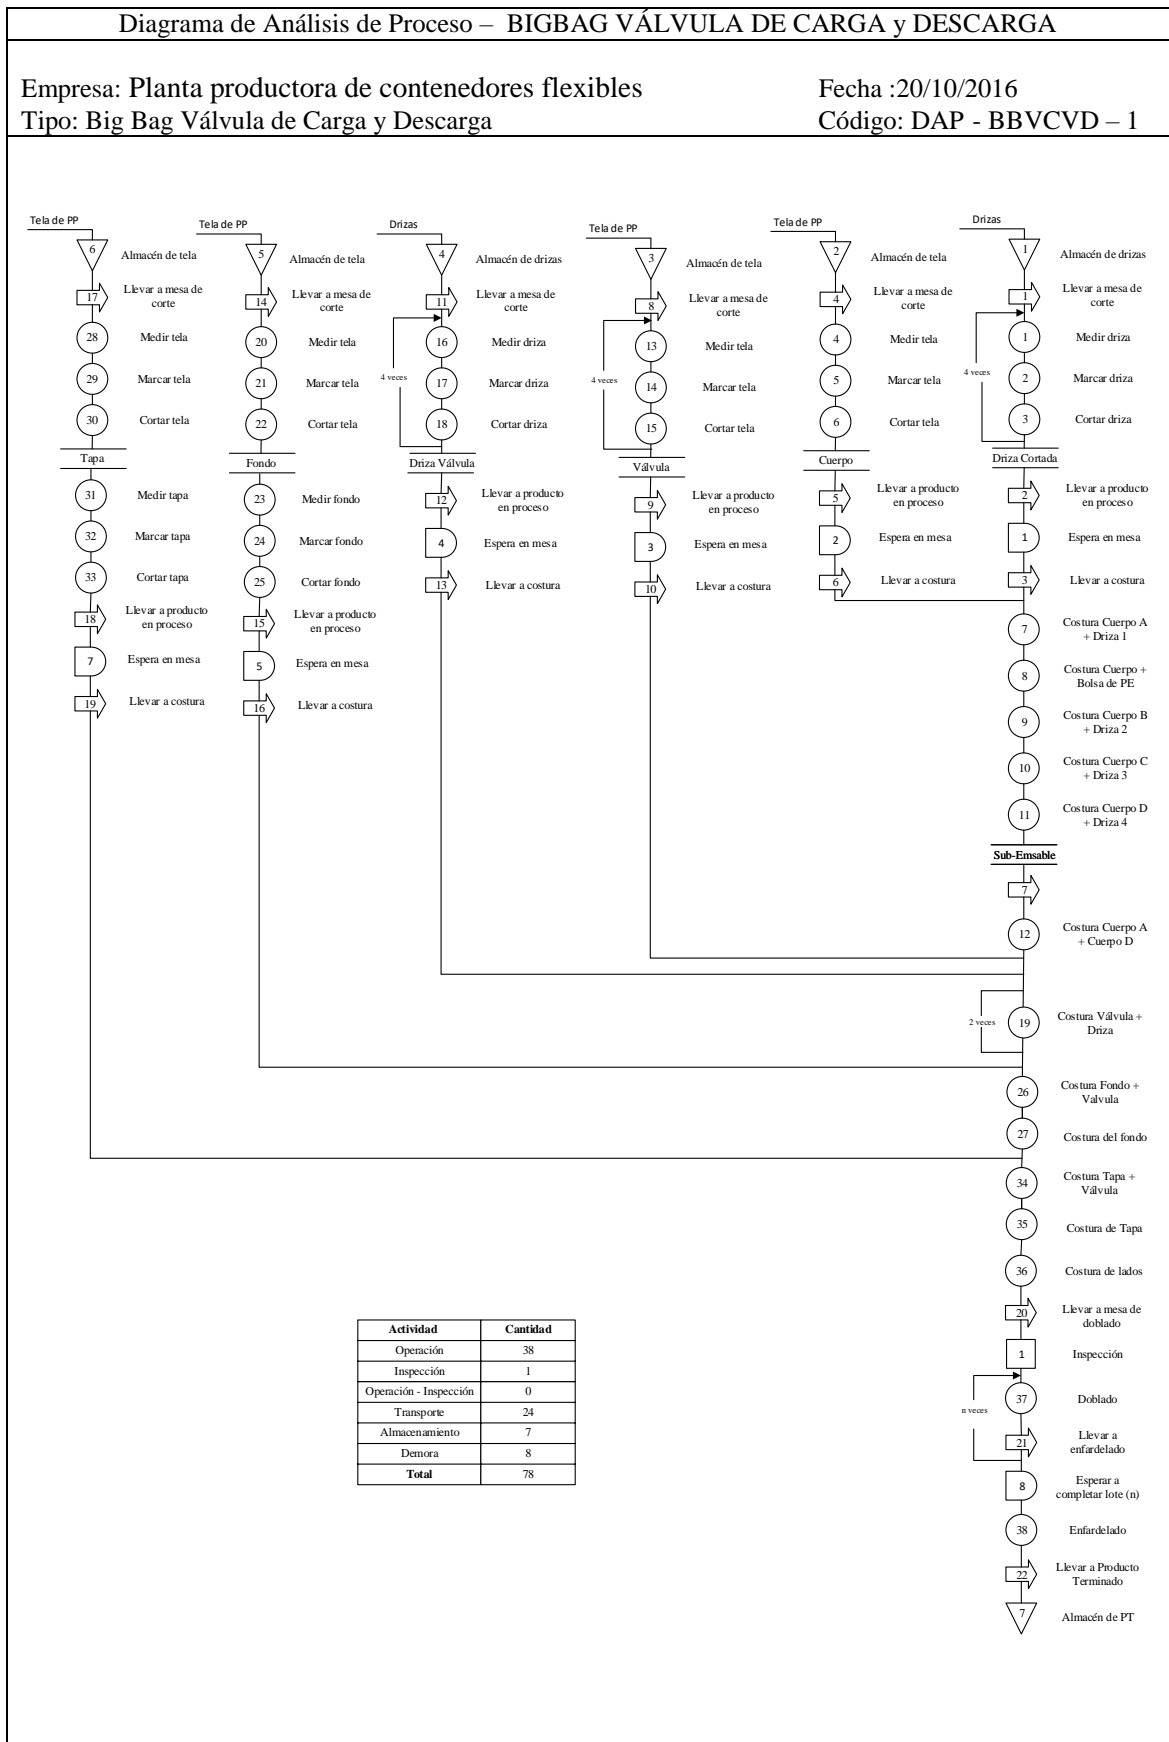 Diagrama de Análisis de Proceso – BIGBAG VÁLVULA DE CARGA y DESCARGA
Empresa: Planta productora de contenedores flexibles
Fecha :20/10/2016
Tipo: Big Bag Válvula de Carga y Descarga
Código: DAP - BBVCVD – 1
Tela de PP
6
Almacén de tela
17
Llevar a mesa de
corte
28
Medir tela
29
Marcar tela
30
Cortar tela
Tapa
31
Medir tapa
32
Marcar tapa
33
Cortar tapa
18
Llevar a producto
en proceso
7
Espera en mesa
19
Llevar a costura
Tela de PP
5
Almacén de tela
14
Llevar a mesa de
corte
20
Medir tela
21
Marcar tela
22
Cortar tela
Fondo
23
Medir fondo
24
Marcar fondo
25
Cortar fondo
15
Llevar a producto
en proceso
5
Espera en mesa
16
Llevar a costura
Drizas
4
Almacén de drizas
11
Llevar a mesa de
corte
16
Medir driza
4 veces
17
Marcar driza
18
Cortar driza
Driza Válvula
12
Llevar a producto
en proceso
4
Espera en mesa
13
Llevar a costura
Tela de PP
3
Almacén de tela
8
Llevar a mesa de
corte
13
Medir tela
4 veces
14
Marcar tela
15
Cortar tela
Válvula
9
Llevar a producto
en proceso
3
Espera en mesa
10
Llevar a costura
Tela de PP
2
Almacén de tela
4
Llevar a mesa de
corte
4
Medir tela
5
Marcar tela
6
Cortar tela
Cuerpo
5
Llevar a producto
en proceso
2
Espera en mesa
6
Llevar a costura
Drizas
1
Almacén de drizas
1
Llevar a mesa de
corte
1
Medir driza
4 veces
2
Marcar driza
3
Cortar driza
Driza Cortada
2
Llevar a producto
en proceso
1
Espera en mesa
3
Llevar a costura
7
Costura Cuerpo A
+ Driza 1
8
Costura Cuerpo +
Bolsa de PE
9
Costura Cuerpo B
+ Driza 2
10
Costura Cuerpo C
+ Driza 3
11
Costura Cuerpo D
+ Driza 4
Sub-Emsable
7
12
Costura Cuerpo A
+ Cuerpo D
2 veces
19
Costura Válvula +
Driza
26
Costura Fondo +
Valvula
27
Costura del fondo
34
Costura Tapa +
Válvula
35
Costura de Tapa
36
Costura de lados
20
Llevar a mesa de
doblado
1
Inspección
37
Doblado
n veces
21
Llevar a
enfardelado
8
Esperar a
completar lote (n)
38
Enfardelado
22
Llevar a Producto
Terminado
7
Almacén de PT
Actividad Cantidad
Operación 38
Inspección 1
Operación - Inspección 0
Transporte 24
Almacenamiento 7
Demora 8
Total 78